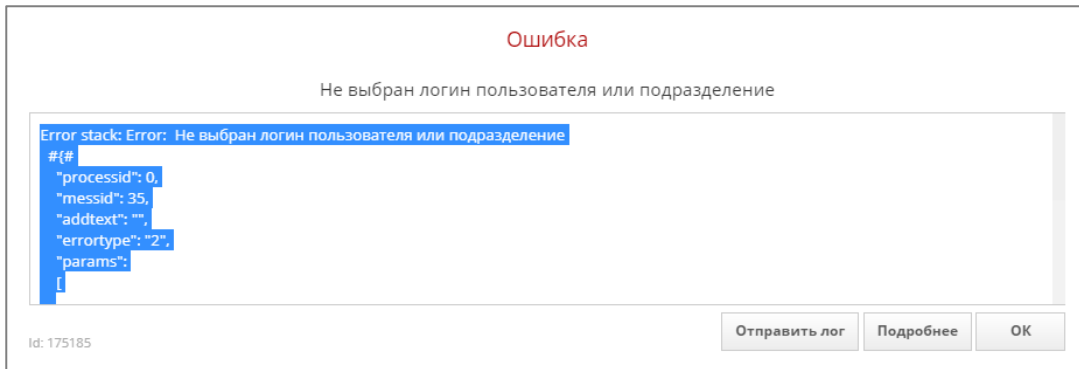 Ошибка
Не выбран логин пользователя или подразделение
Error stack: Error:  Не выбран логин пользователя или подразделение
#{#
"processid": 0,
"messid": 35,
"addtext": "",
"errortype": "2",
"params":
[
Id: 175185
Отправить лог
Подробнее
ОК